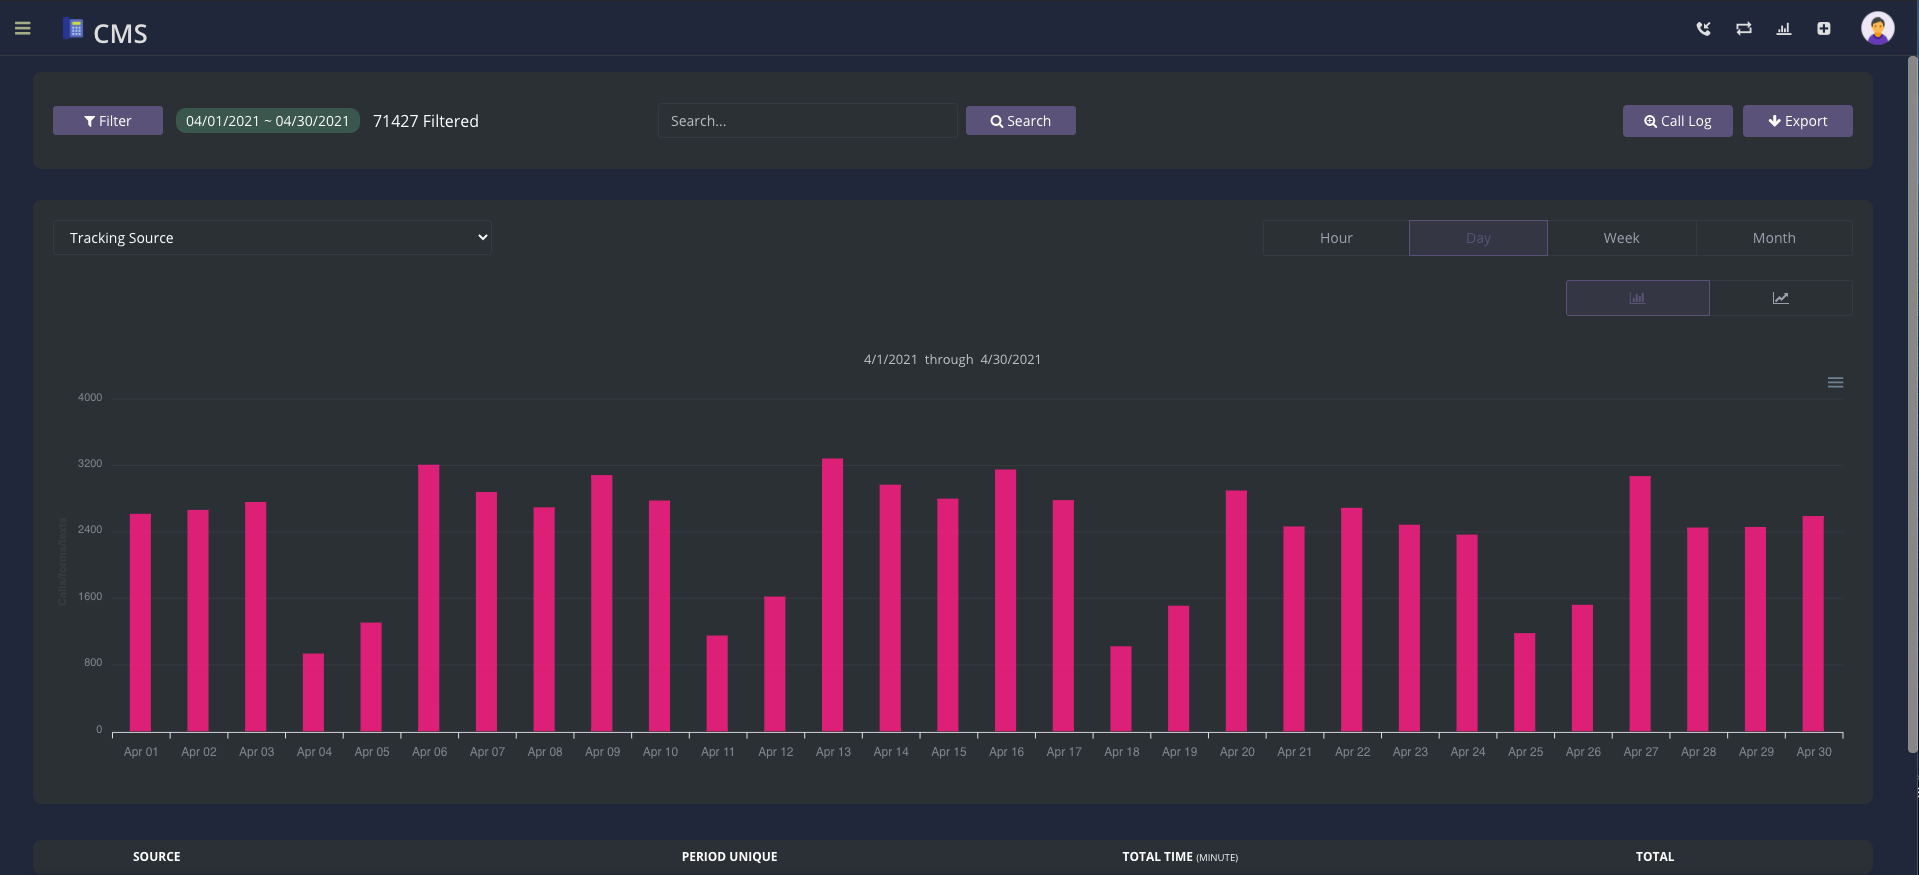 CMS
Filter 04/01/2021 ~ 04/30/2021 71427 Filtered Search... Search Call Log Export
Tracking Source Hour Day Week Month
4/1/2021 through 4/30/2021
Calls/forms/texts
4000
3200
2400
1600
800
0
Apr 01 Apr 02 Apr 03 Apr 04 Apr 05 Apr 06 Apr 07 Apr 08 Apr 09 Apr 10 Apr 11 Apr 12 Apr 13 Apr 14 Apr 15 Apr 16 Apr 17 Apr 18 Apr 19 Apr 20 Apr 21 Apr 22 Apr 23 Apr 24 Apr 25 Apr 26 Apr 27 Apr 28 Apr 29 Apr 30
SOURCE PERIOD UNIQUE TOTAL TIME (MINUTE) TOTAL